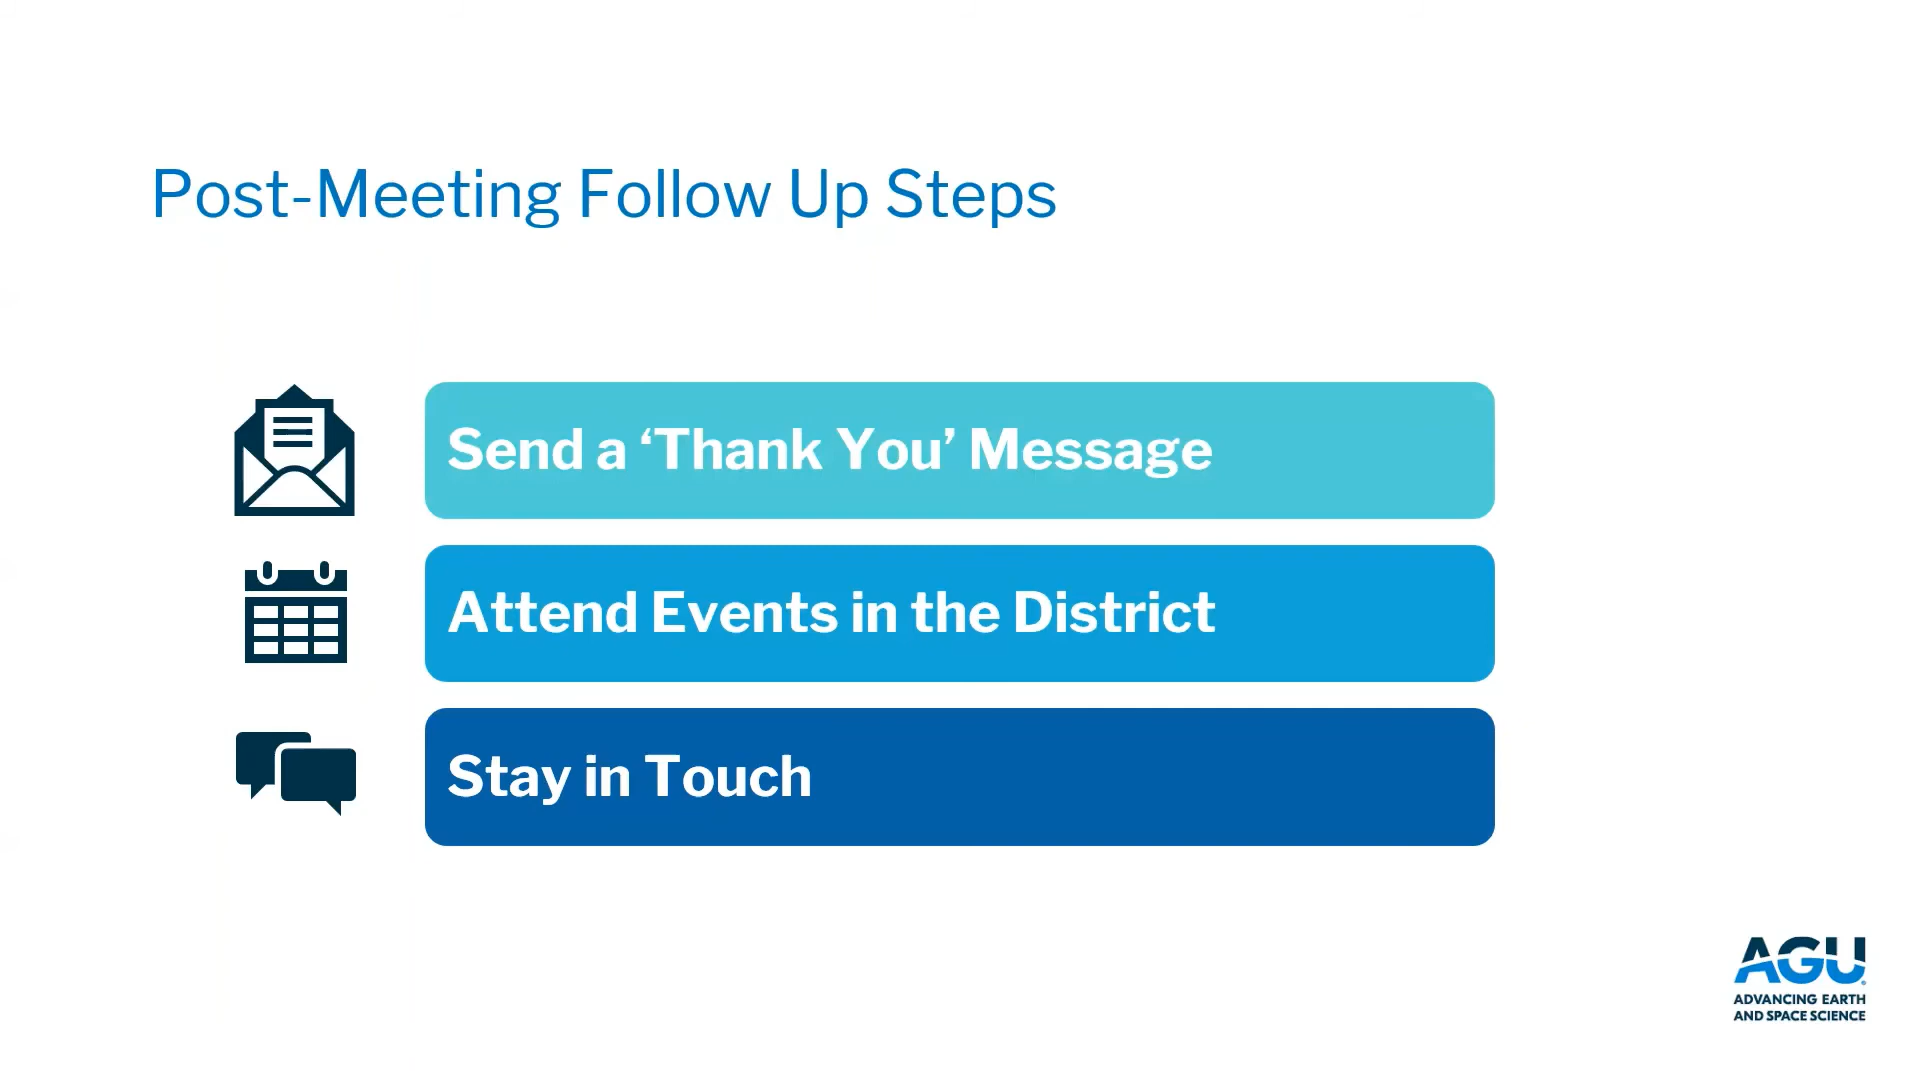 Post-Meeting Follow Up Steps
Send a ‘Thank You’ Message
Attend Events in the District
Stay in Touch
AGU
ADVANCING EARTH
AND SPACE SCIENCE